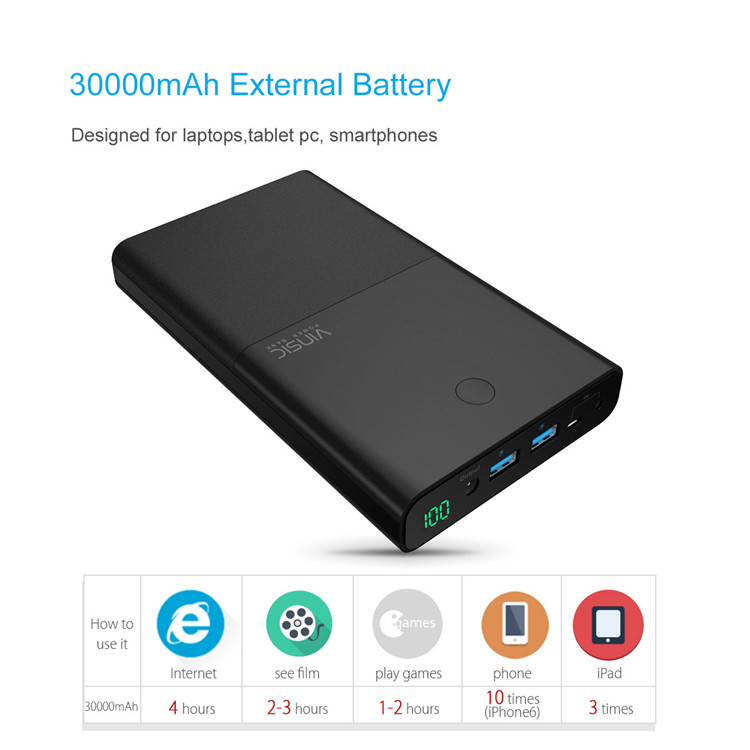 30000mAh External Battery
Designed for laptops,tablet pc, smartphones
VINSIC
POWER BANK
Output
100
How to
use it
Internet
see film
games
play games
phone
iPad
30000mAh
4 hours
2-3 hours
1-2 hours
10 times
(iPhone6)
3 times